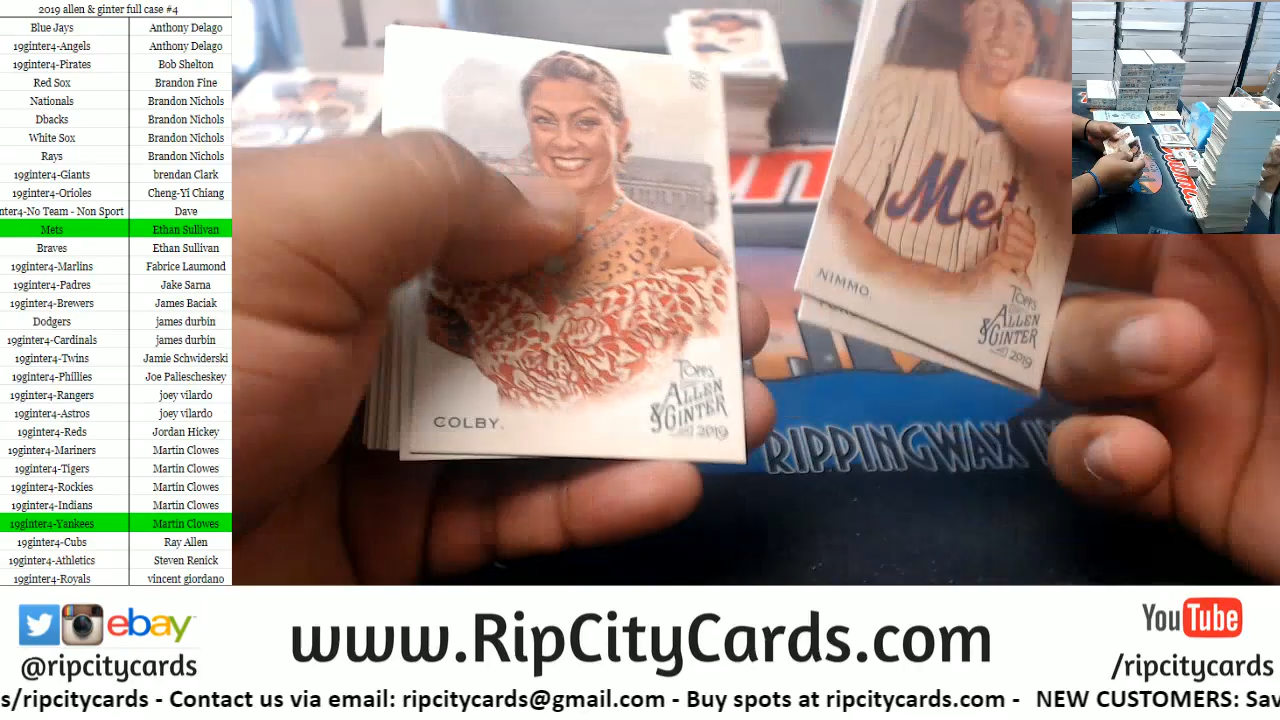 2019 allen & ginter full case #4
Blue Jays Anthony Delago
19ginter4-Angels Anthony Delago
19ginter4-Pirates Bob Shelton
Red Sox Brandon Fine
Nationals Brandon Nichols
Dbacks Brandon Nichols
White Sox Brandon Nichols
Rays Brandon Nichols
19ginter4-Giants brendan Clark
19ginter4-Orioles Cheng-Yi Chiang
nter4-No Team - Non Sport Dave
Mets Ethan Sullivan
Braves Ethan Sullivan
19ginter4-Marlins Fabrice Laumond
19ginter4-Padres Jake Sarna
19ginter4-Brewers James Baciak
Dodgers james durbin
19ginter4-Cardinals james durbin
19ginter4-Twins Jamie Schwiderski
19ginter4-Phillies Joe Paliescheskey
19ginter4-Rangers joey vilardo
19ginter4-Astros joey vilardo
19ginter4-Reds Jordan Hickey
19ginter4-Mariners Martin Clowes
19ginter4-Tigers Martin Clowes
19ginter4-Rockies Martin Clowes
19ginter4-Indians Martin Clowes
19ginter4-Yankees Martin Clowes
19ginter4-Cubs Ray Allen
19ginter4-Athletics Steven Renick
19ginter4-Royals vincent giordano
COLBY.
TOPPS
ALLEN
& GINTER
2019
Mets
NIMMO.
TOPPS
ALLEN
& GINTER
2019
RIPPINGWAX
ebay
@ripcitycards
www.RipCityCards.com
YouTube
/ripcitycards
s/ripcitycards - Contact us via email: ripcitycards@gmail.com - Buy spots at ripcitycards.com - NEW CUSTOMERS: Sav